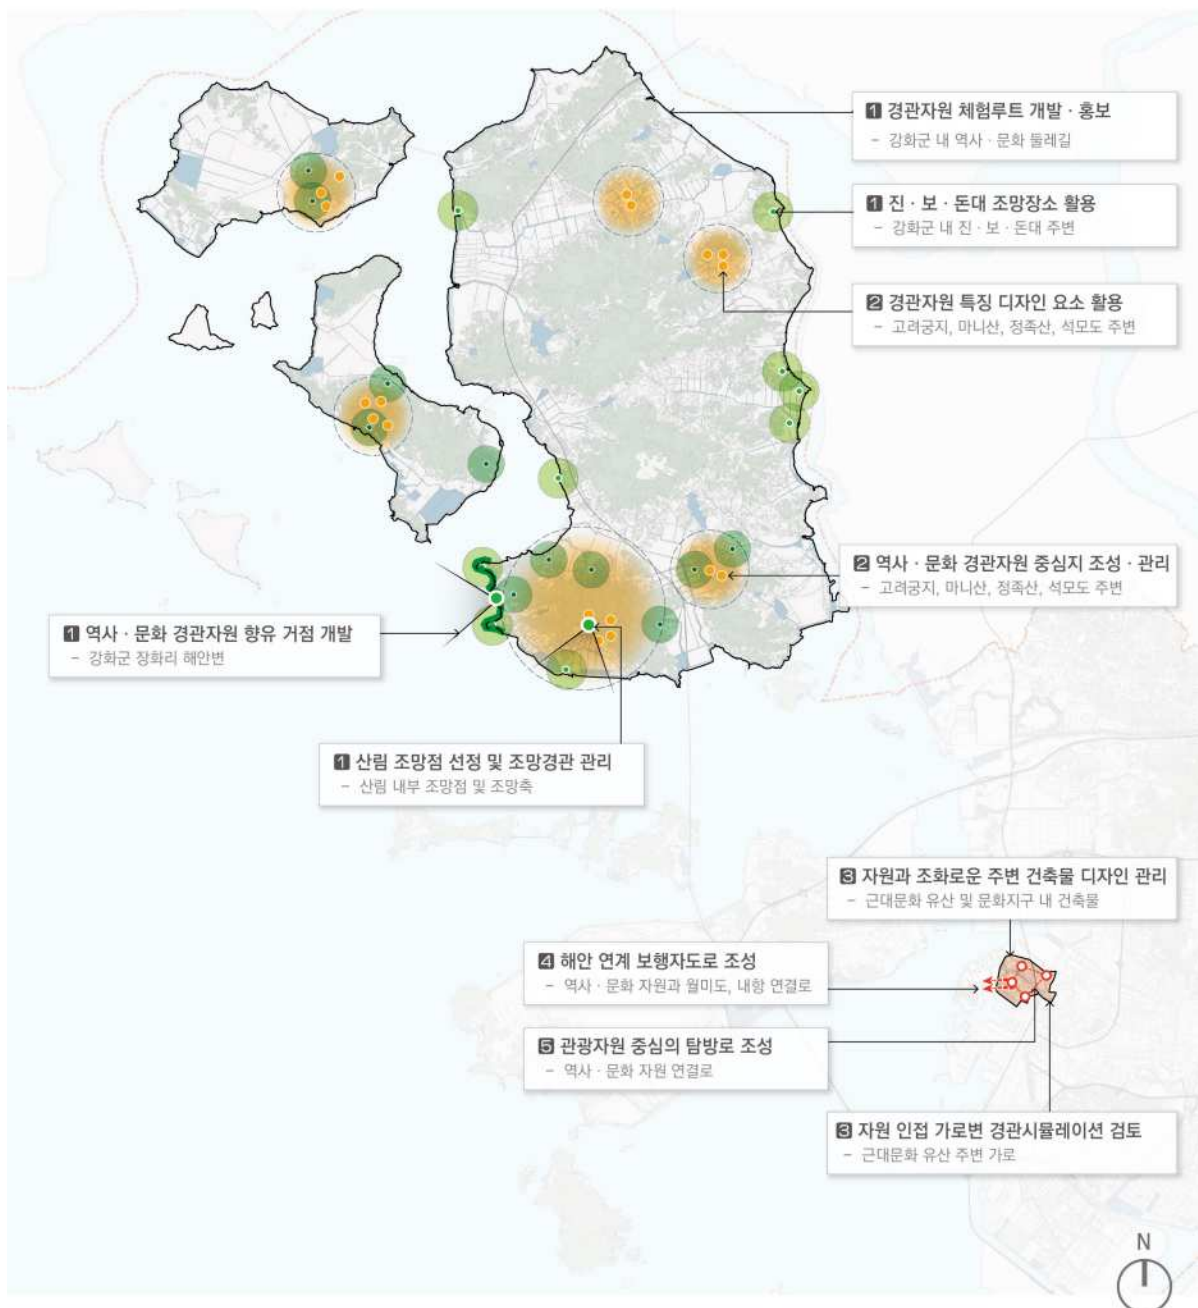 1 경관자원 체험루트 개발 · 홍보
- 강화군 내 역사 · 문화 둘레길
1 진 · 보 · 돈대 조망장소 활용
- 강화군 내 진 · 보 · 돈대 주변
2 경관자원 특징 디자인 요소 활용
- 고려궁지, 마니산, 정족산, 석모도 주변
2 역사 · 문화 경관자원 중심지 조성 · 관리
- 고려궁지, 마니산, 정족산, 석모도 주변
1 역사 · 문화 경관자원 향유 거점 개발
- 강화군 장화리 해안변
1 산림 조망점 선정 및 조망경관 관리
- 산림 내부 조망점 및 조망축
3 자원과 조화로운 주변 건축물 디자인 관리
- 근대문화 유산 및 문화지구 내 건축물
4 해안 연계 보행자도로 조성
- 역사 · 문화 자원과 월미도, 내항 연결로
5 관광자원 중심의 탐방로 조성
- 역사 · 문화 자원 연결로
3 자원 인접 가로변 경관시뮬레이션 검토
- 근대문화 유산 주변 가로
N